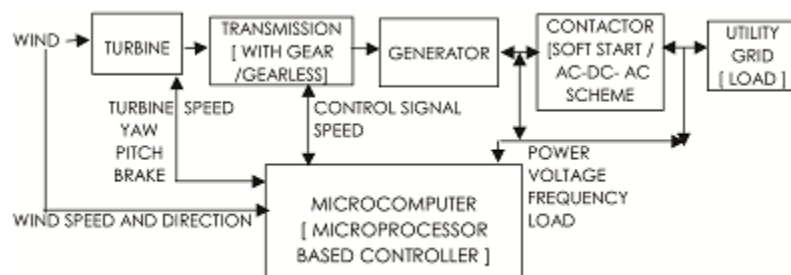 WIND
TURBINE
TRANSMISSION
[ WITH GEAR
/GEARLESS]
GENERATOR
CONTACTOR
[SOFT START /
AC-DC- AC
SCHEME
UTILITY
GRID
[ LOAD ]
TURBINE SPEED
YAW
PITCH
BRAKE
CONTROL SIGNAL
SPEED
POWER
VOLTAGE
FREQUENCY
LOAD
WIND SPEED AND DIRECTION
MICROCOMPUTER
[ MICROPROCESSOR
BASED CONTROLLER ]